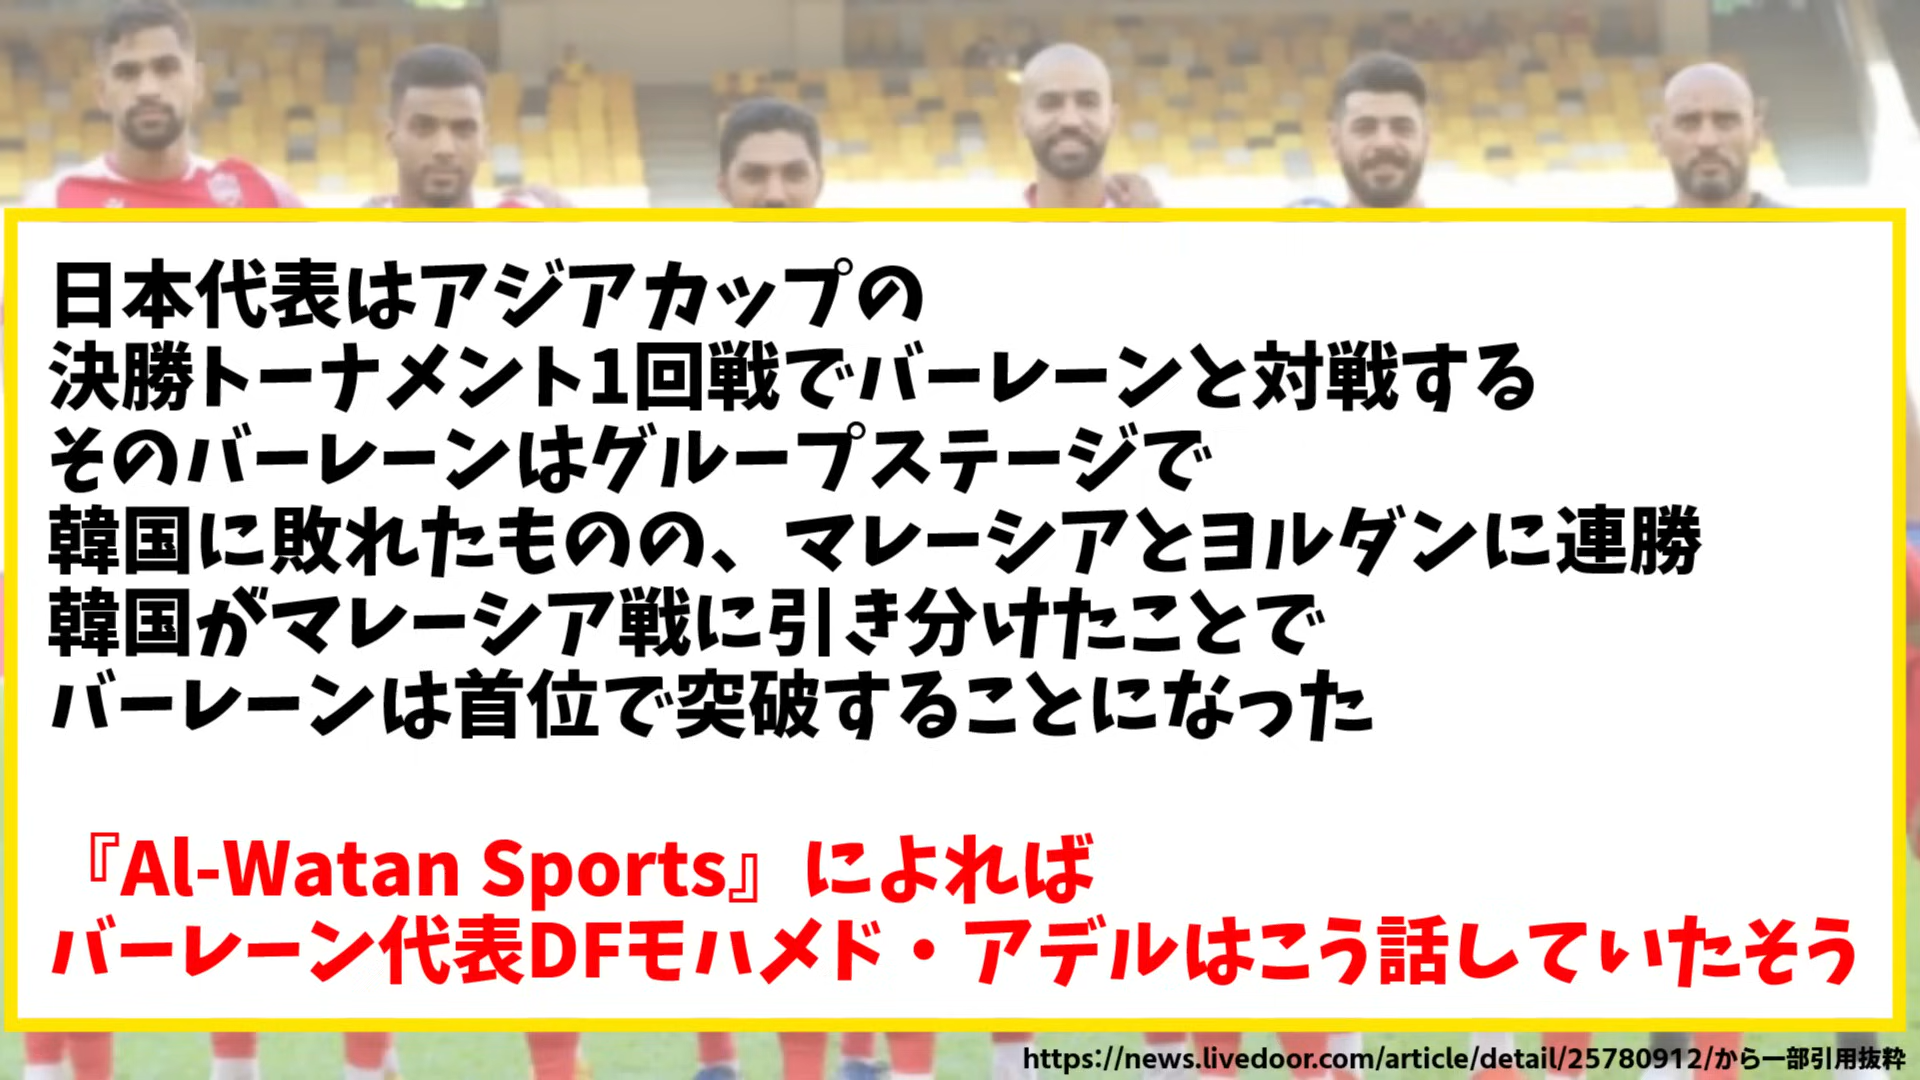 日本代表はアジアカップの
決勝トーナメント1回戦でバーレーンと対戦する
そのバーレーンはグループステージで
韓国に敗れたものの、マレーシアとヨルダンに連勝
韓国がマレーシア戦に引き分けたことで
バーレーンは首位で突破することになった
『Al-Watan Sports』によれば
バーレーン代表DFモハメド・アデルはこう話していたそう
https://news.livedoor.com/article/detail/25780912/から一部引用抜粋